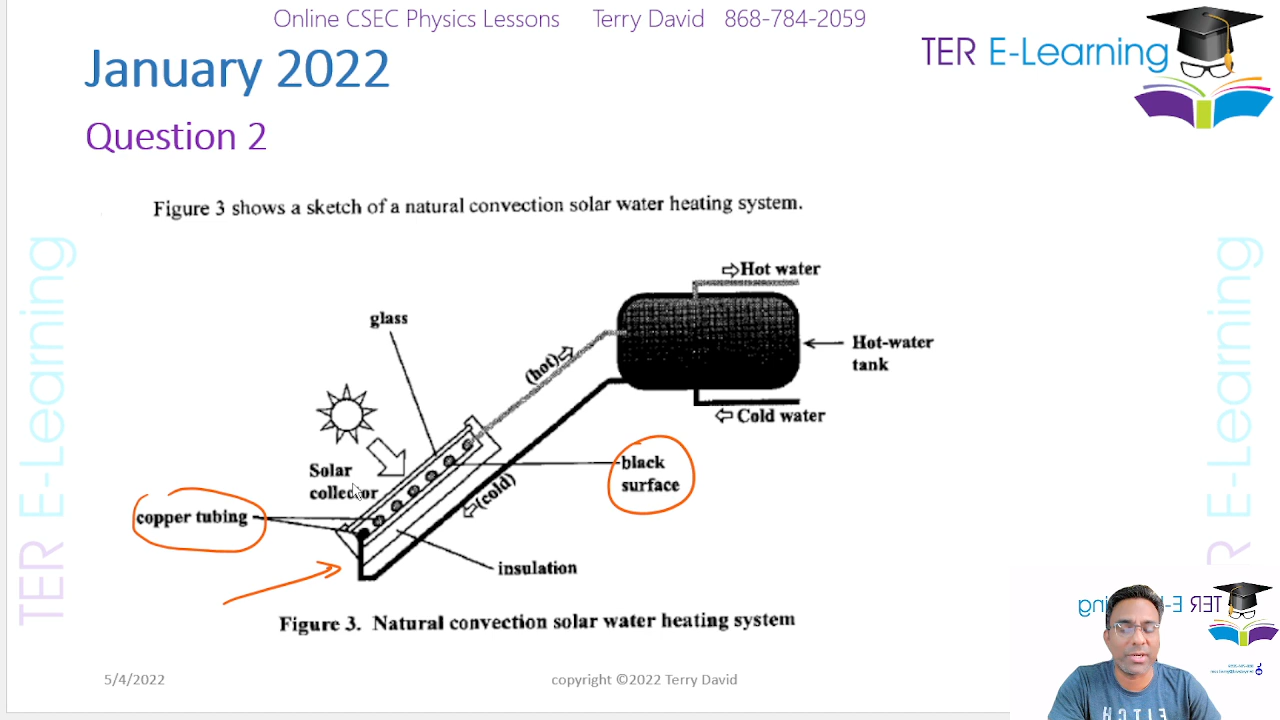 Online CSEC Physics Lessons Terry David 868-784-2059
TER E-Learning
January 2022
Question 2
Figure 3 shows a sketch of a natural convection solar water heating system.
Hot water
glass
(hot)
Hot-water
tank
Cold water
Solar
collector
black
surface
(cold)
copper tubing
insulation
Figure 3. Natural convection solar water heating system
TER E-Learning
TER E-Learning
5/4/2022
copyright ©2022 Terry David